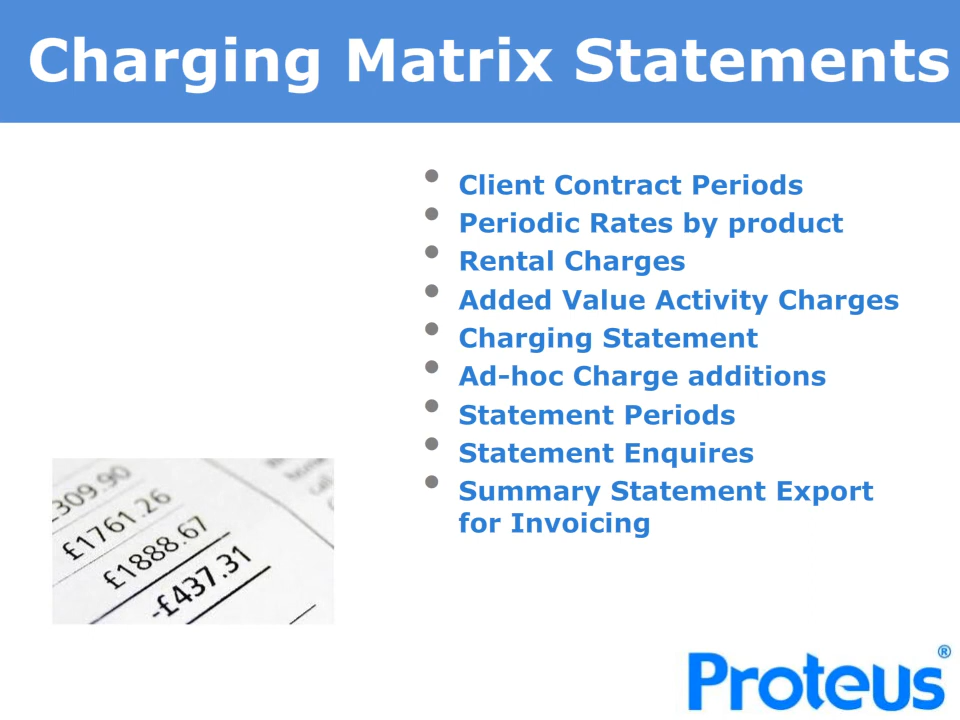 Charging Matrix Statements
• Client Contract Periods
• Periodic Rates by product
• Rental Charges
• Added Value Activity Charges
• Charging Statement
• Ad-hoc Charge additions
• Statement Periods
• Statement Enquires
• Summary Statement Export
for Invoicing
£309.90
£1761.26
£1888.67
-£437.31
Proteus®